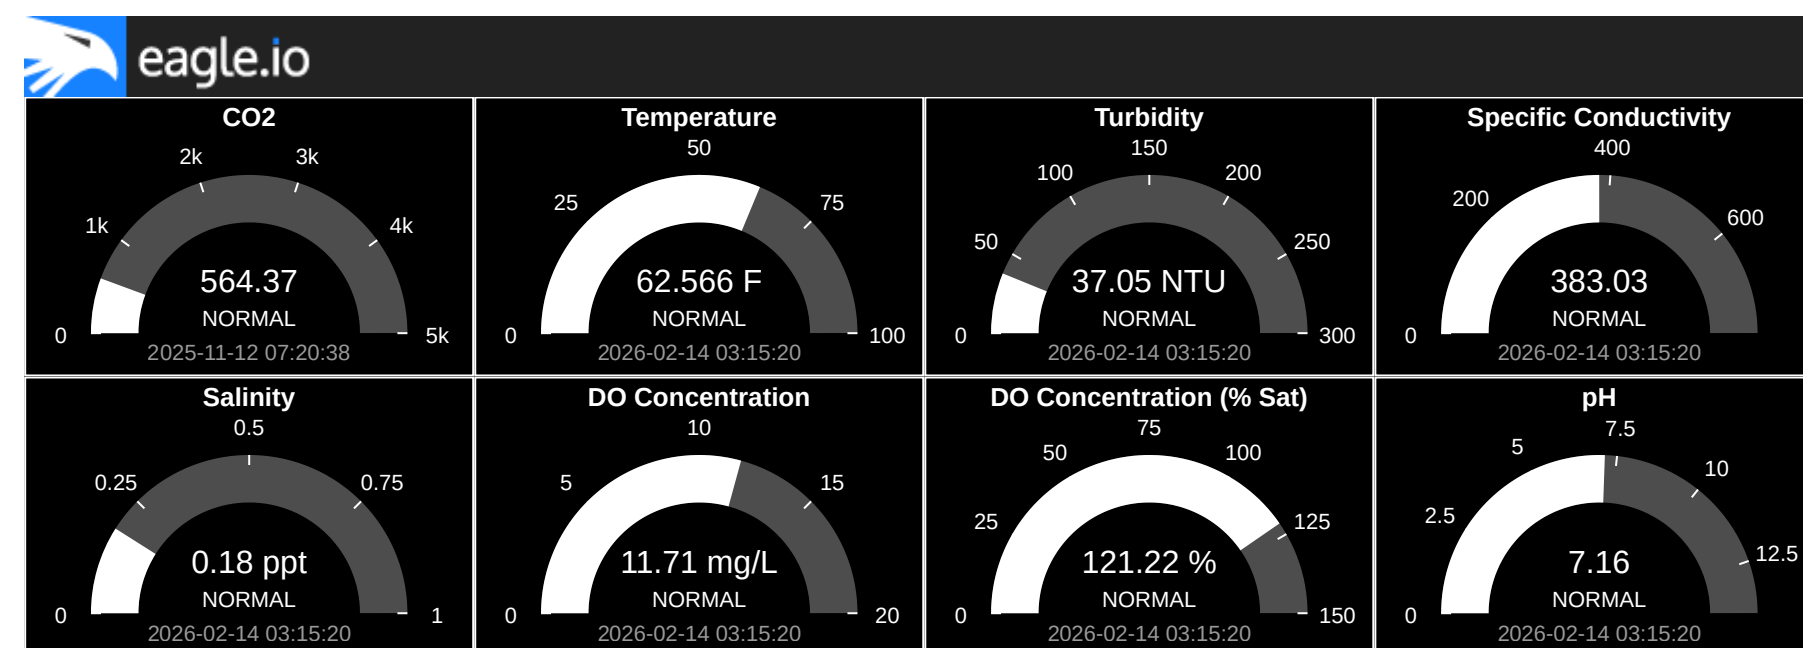 eagle.io
CO2
2k
3k
1k
4k
564.37
NORMAL
0
5k
2025-11-12 07:20:38
Temperature
50
25
75
62.566 F
NORMAL
0
100
2026-02-14 03:15:20
Turbidity
150
100
200
50
250
37.05 NTU
NORMAL
0
300
2026-02-14 03:15:20
Specific Conductivity
400
200
600
383.03
NORMAL
0
2026-02-14 03:15:20
Salinity
0.5
0.25
0.75
0.18 ppt
NORMAL
0
1
2026-02-14 03:15:20
DO Concentration
10
5
15
11.71 mg/L
NORMAL
0
20
2026-02-14 03:15:20
DO Concentration (% Sat)
75
50
100
25
125
121.22 %
NORMAL
0
150
2026-02-14 03:15:20
pH
7.5
5
10
2.5
12.5
7.16
NORMAL
0
2026-02-14 03:15:20